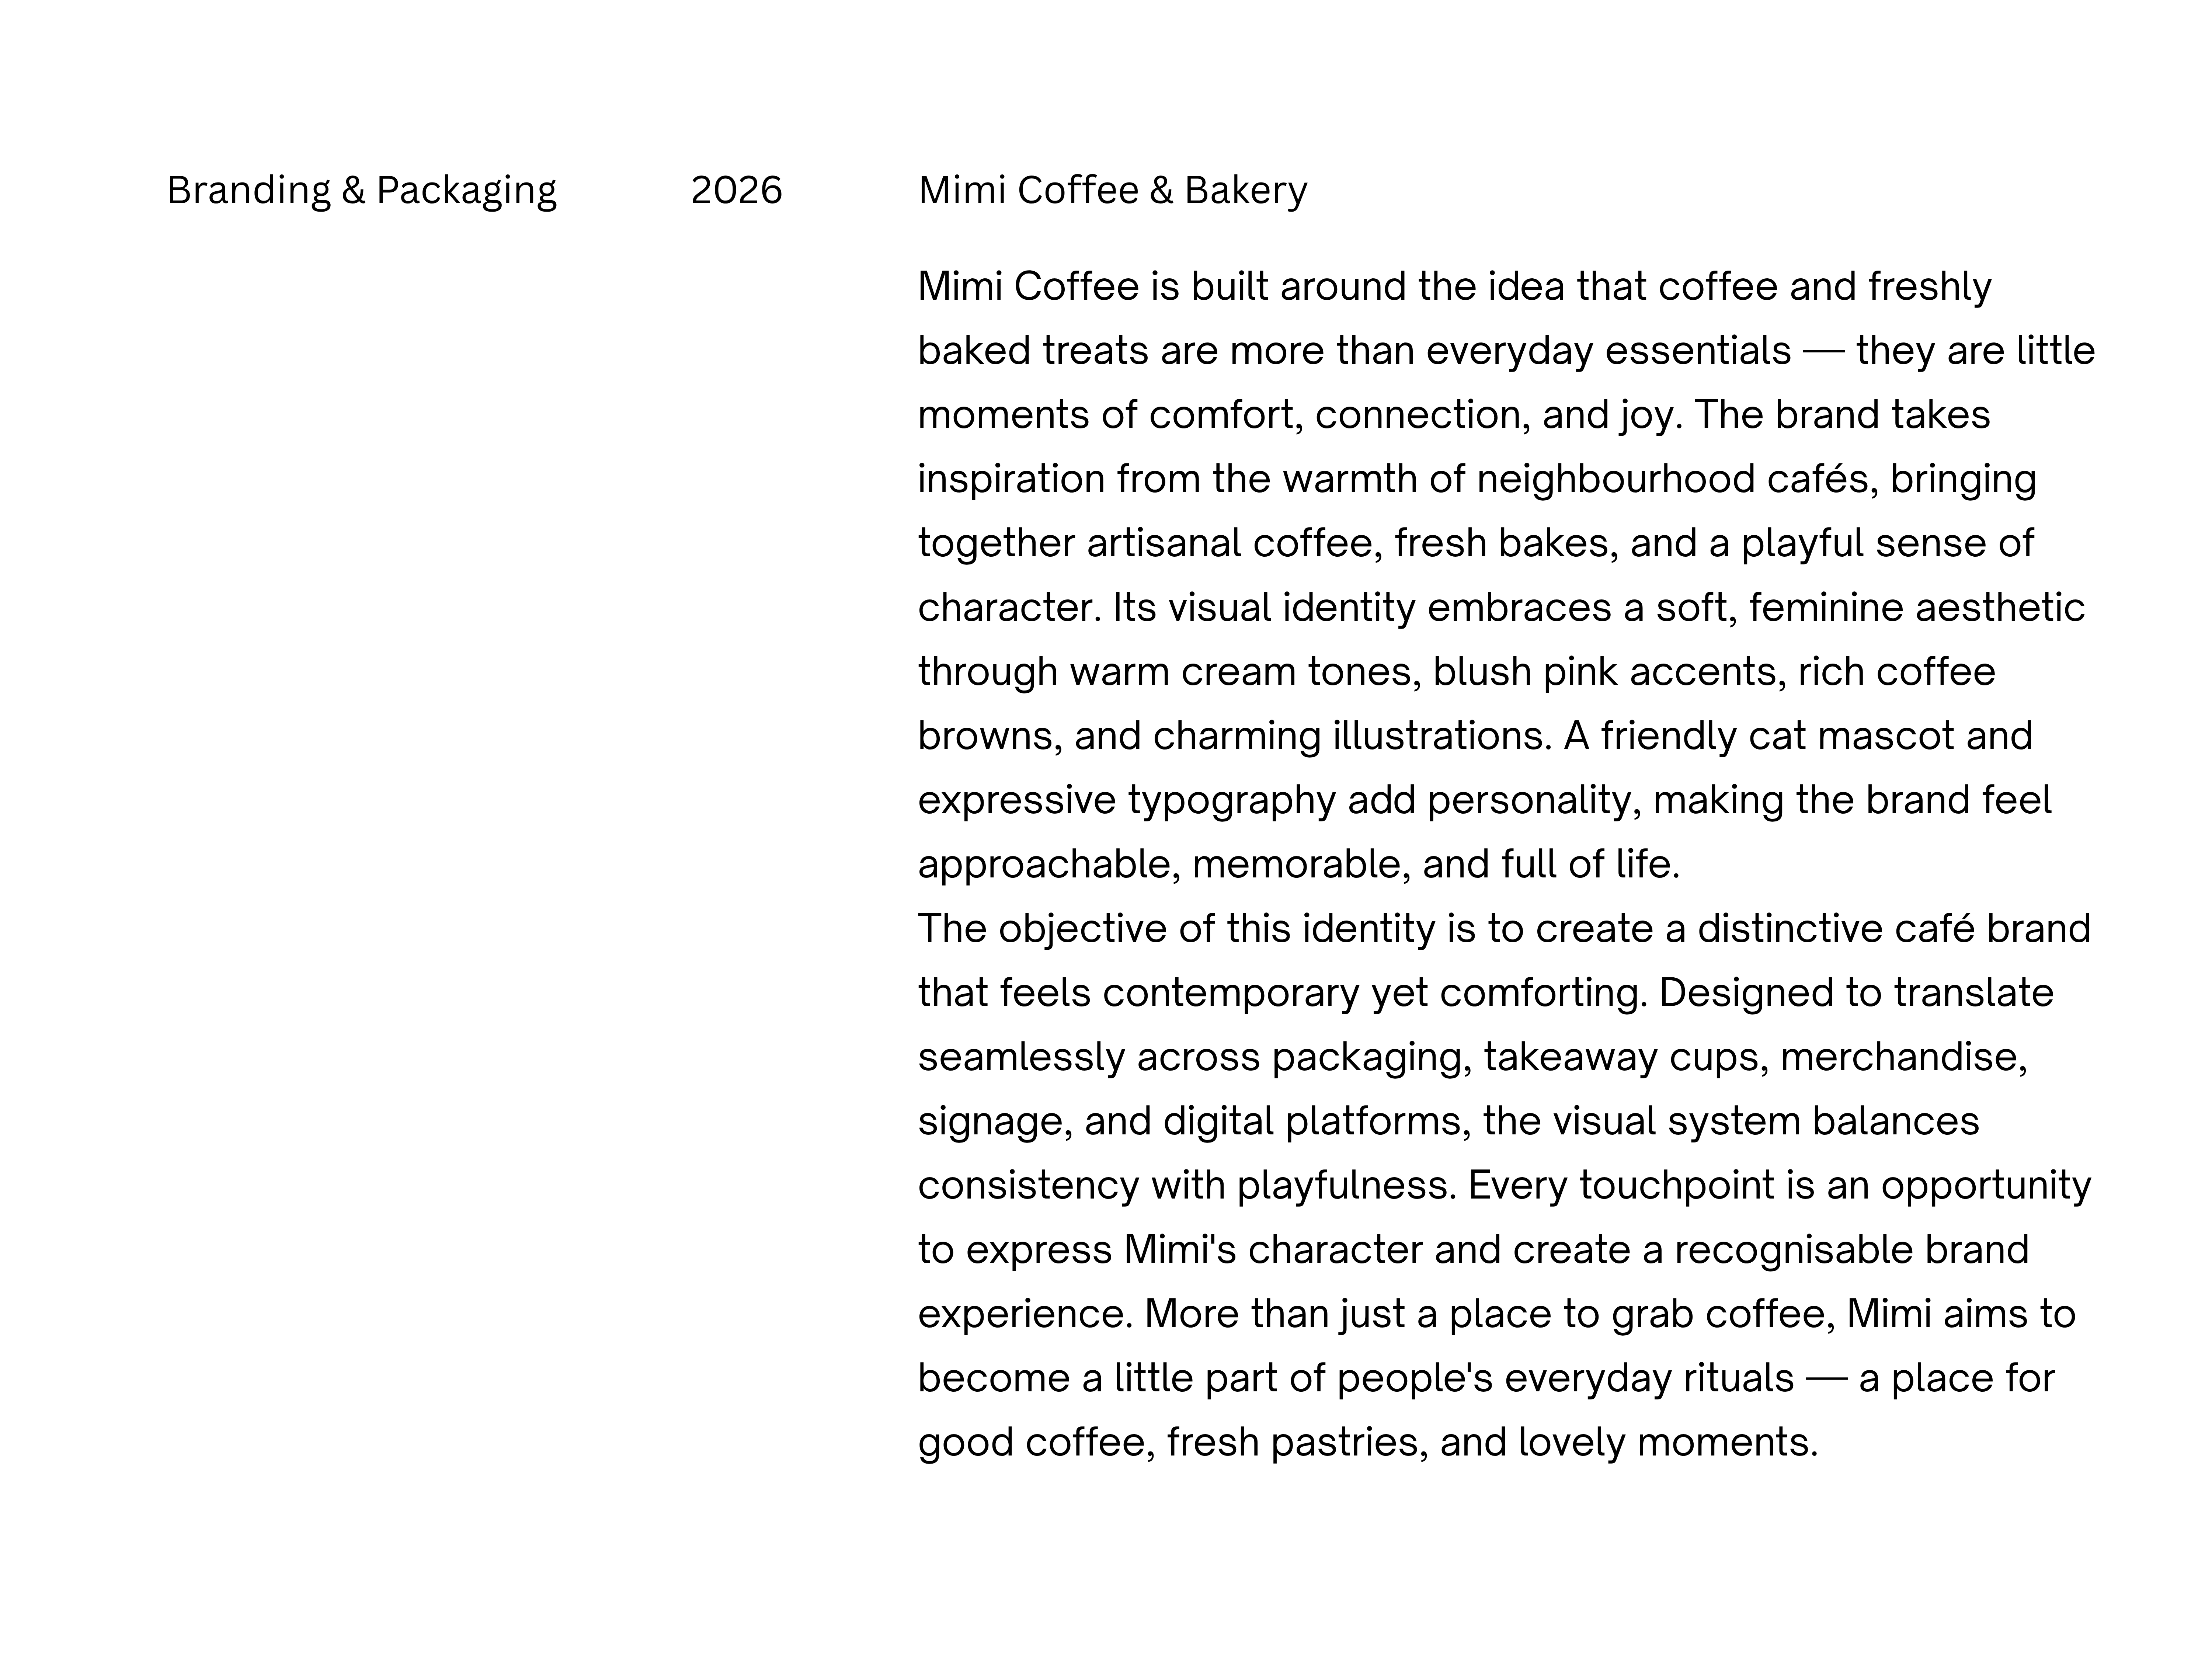 Branding & Packaging
2026
Mimi Coffee & Bakery
Mimi Coffee is built around the idea that coffee and freshly
baked treats are more than everyday essentials — they are little
moments of comfort, connection, and joy. The brand takes
inspiration from the warmth of neighbourhood cafés, bringing
together artisanal coffee, fresh bakes, and a playful sense of
character. Its visual identity embraces a soft, feminine aesthetic
through warm cream tones, blush pink accents, rich coffee
browns, and charming illustrations. A friendly cat mascot and
expressive typography add personality, making the brand feel
approachable, memorable, and full of life.
The objective of this identity is to create a distinctive café brand
that feels contemporary yet comforting. Designed to translate
seamlessly across packaging, takeaway cups, merchandise,
signage, and digital platforms, the visual system balances
consistency with playfulness. Every touchpoint is an opportunity
to express Mimi's character and create a recognisable brand
experience. More than just a place to grab coffee, Mimi aims to
become a little part of people's everyday rituals — a place for
good coffee, fresh pastries, and lovely moments.